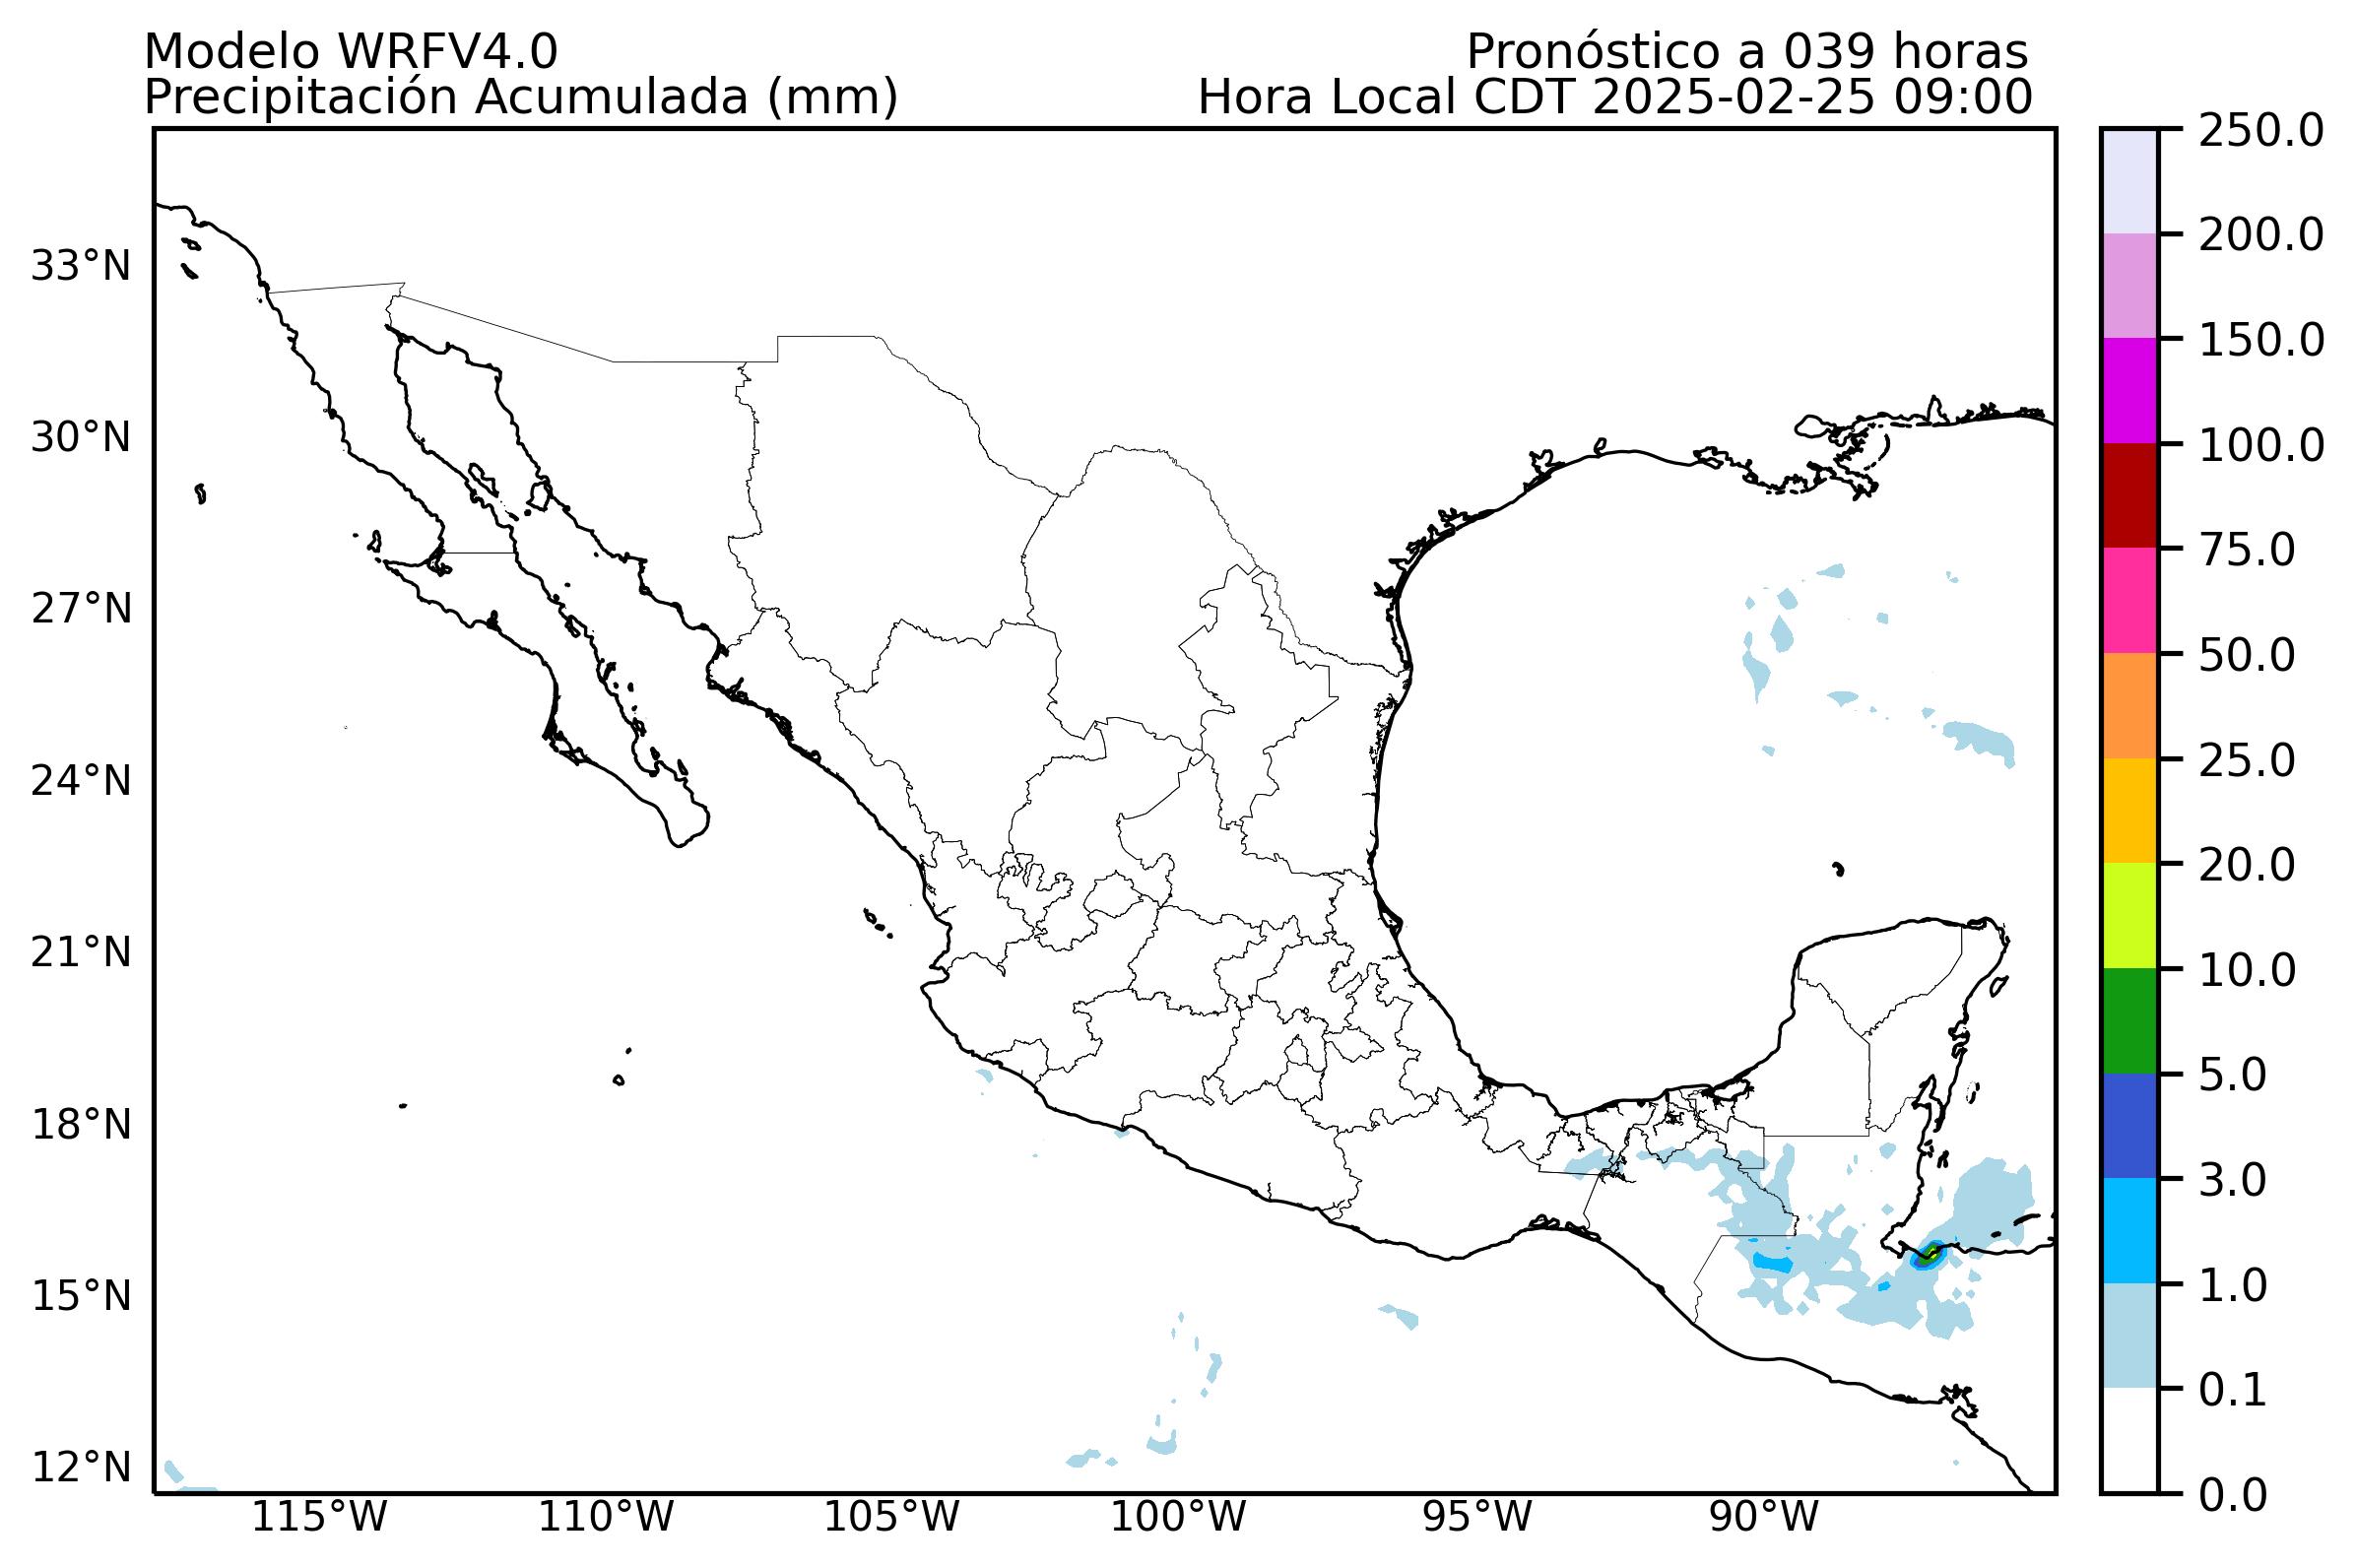 Modelo WRFV4.0
Pronóstico a 039 horas
Precipitación Acumulada (mm)
Hora Local CDT 2025-02-25 09:00
33°N
30°N
27°N
24°N
21°N
18°N
15°N
12°N
115°W
110°W
105°W
100°W
95°W
90°W
250.0
200.0
150.0
100.0
75.0
50.0
25.0
20.0
10.0
5.0
3.0
1.0
0.1
0.0